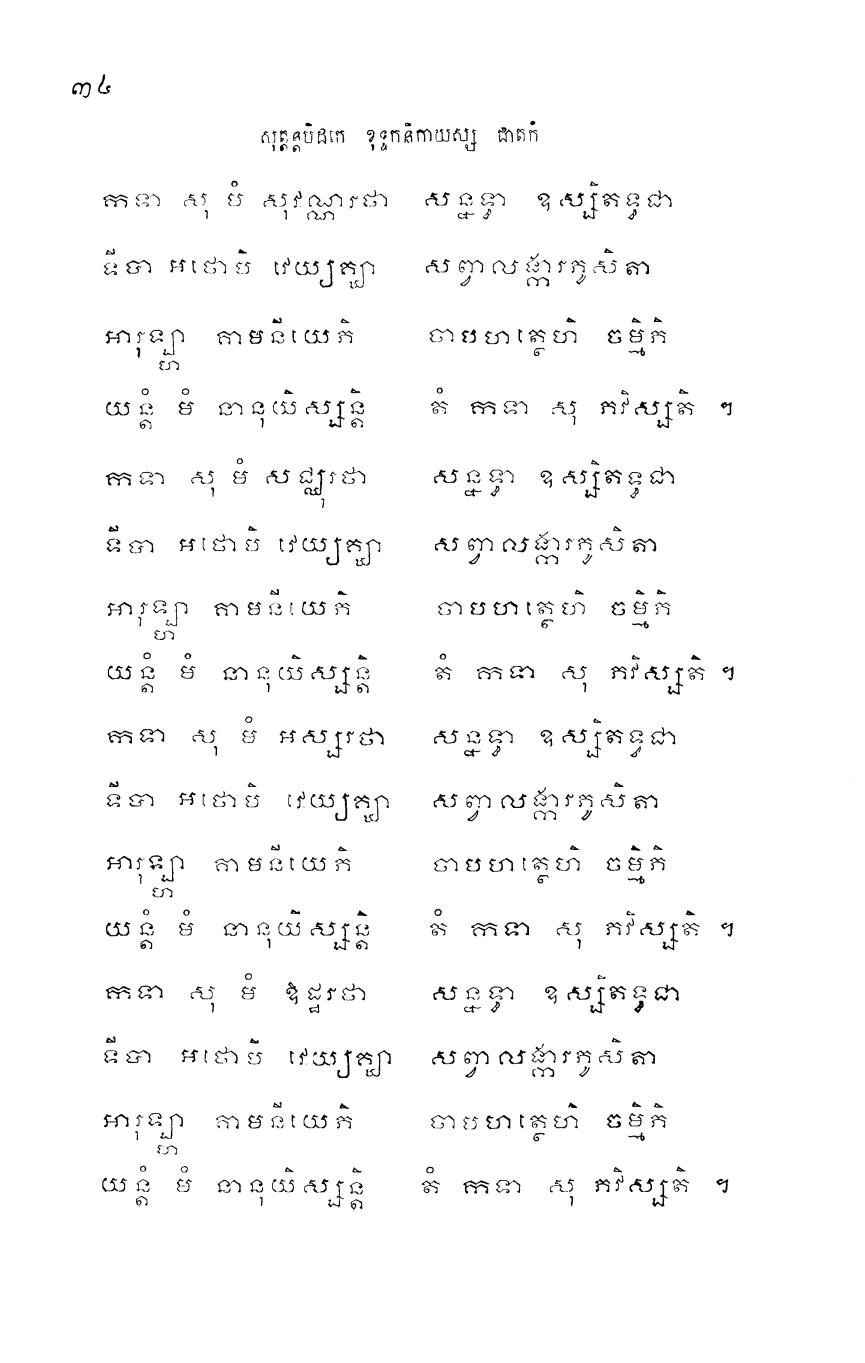 ៣៤
សុត្តន្តបិដកេ ខុទ្ទកនិកាយស្ស ជាតកំ
កទា សុ មំ សុវណ្ណរថា សន្នទ្ធា ឧស្សិតទ្ធជា
ទីបា អថោបិ វេយ្យគ្ឃា សព្វាលង្ការភូសិតា
អារុឡ្ហា គាមនីយេភិ ចាបហត្ថេហិ ចម្មិភិ
យន្តំ មំ នានុយិស្សន្តិ តំ កទា សុ ភវិស្សតិ ។
កទា សុ មំ សជ្ឈុរថា សន្នទ្ធា ឧស្សិតទ្ធជា
ទីបា អថោបិ វេយ្យគ្ឃា សព្វាលង្ការភូសិតា
អារុឡ្ហា គាមនីយេភិ ចាបហត្ថេហិ ចម្មិភិ
យន្តំ មំ នានុយិស្សន្តិ តំ កទា សុ ភវិស្សតិ ។
កទា សុ មំ អស្សរថា សន្នទ្ធា ឧស្សិតទ្ធជា
ទីបា អថោបិ វេយ្យគ្ឃា សព្វាលង្ការភូសិតា
អារុឡ្ហា គាមនីយេភិ ចាបហត្ថេហិ ចម្មិភិ
យន្តំ មំ នានុយិស្សន្តិ តំ កទា សុ ភវិស្សតិ ។
កទា សុ មំ ឱដ្ឋរថា សន្នទ្ធា ឧស្សិតទ្ធជា
ទីបា អថោបិ វេយ្យគ្ឃា សព្វាលង្ការភូសិតា
អារុឡ្ហា គាមនីយេភិ ចាបហត្ថេហិ ចម្មិភិ
យន្តំ មំ នានុយិស្សន្តិ តំ កទា សុ ភវិស្សតិ ។